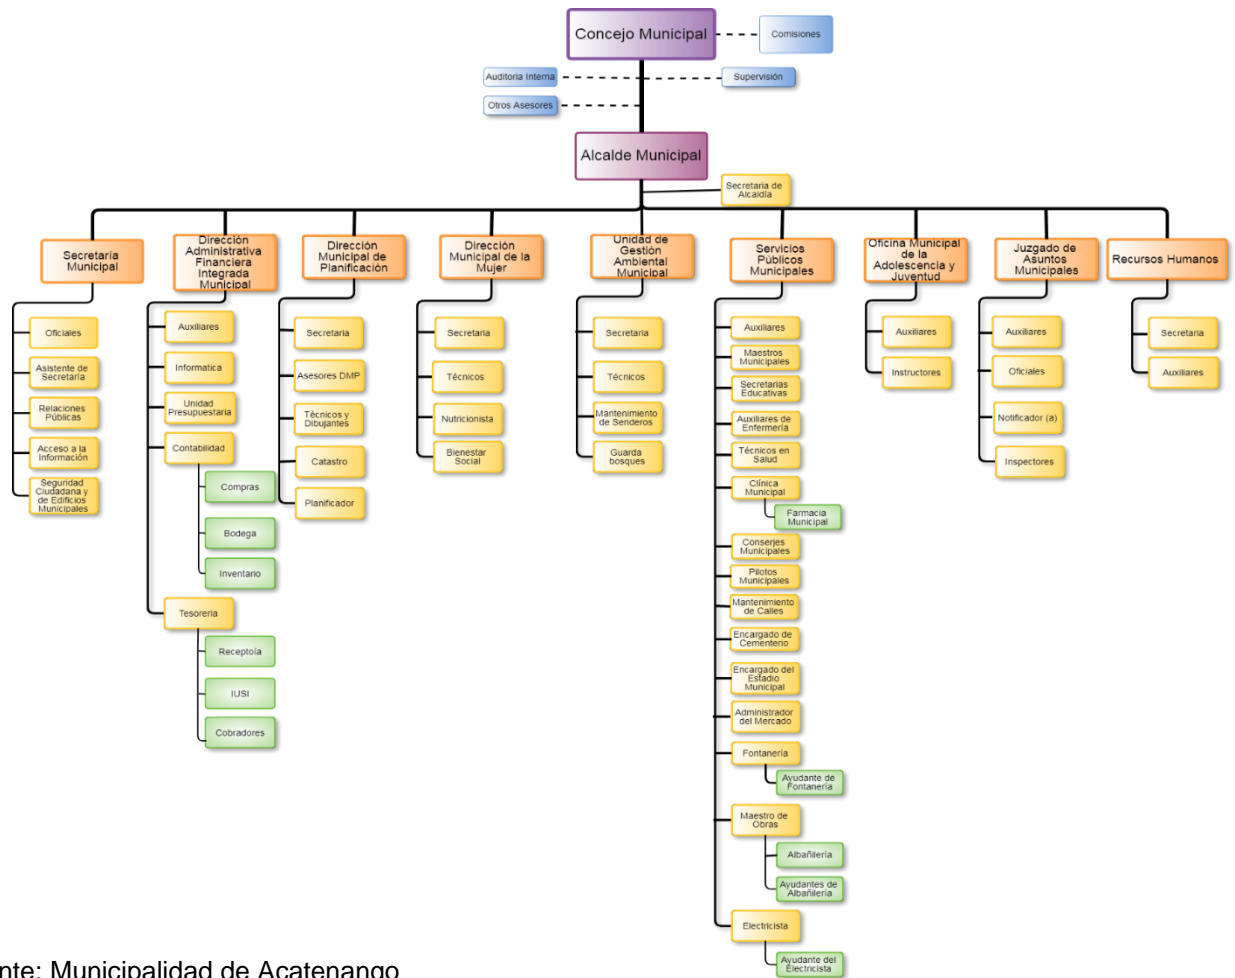 Concejo Municipal
Comisiones
Auditoria Interna
Supervisión
Otros Asesores
Alcalde Municipal
Secretaria de
Alcaldía
Secretaría
Municipal
Oficiales
Asistente de
Secretaría
Relaciones
Públicas
Acceso a la
Información
Seguridad
Ciudadana y
de Edificios
Municipales
Dirección
Administrativa
Financiera
Integrada
Municipal
Auxiliares
Informatica
Unidad
Presupuestaria
Contabilidad
Compras
Bodega
Inventario
Tesoreria
Receptoía
IUSI
Cobradores
Dirección
Municipal de
Planificación
Secretaria
Asesores DMP
Técnicos y
Dibujantes
Catastro
Planificador
Dirección
Municipal de la
Mujer
Secretaria
Técnicos
Nutricionista
Bienestar
Social
Unidad de
Gestión
Ambiental
Municipal
Secretaria
Técnicos
Mantenimiento
de Senderos
Guarda
bosques
Servicios
Públicos
Municipales
Auxiliares
Maestros
Municipales
Secretarias
Educativas
Auxiliares de
Enfermería
Técnicos en
Salud
Clínica
Municipal
Farmacia
Municipal
Conserjes
Municipales
Pilotos
Municipales
Mantenimiento
de Calles
Encargado de
Cementerio
Encargado del
Estadio
Municipal
Administrador
del Mercado
Fontanería
Ayudante de
Fontanería
Maestro de
Obras
Albañilería
Ayudantes de
Albañilería
Electricista
Ayudante del
Electricista
Oficina Municipal
de la
Adolescencia y
Juventud
Auxiliares
Instructores
Juzgado de
Asuntos
Municipales
Auxiliares
Oficiales
Notificador (a)
Inspectores
Recursos Humanos
Secretaria
Auxiliares
nte: Municipalidad de Acatenango